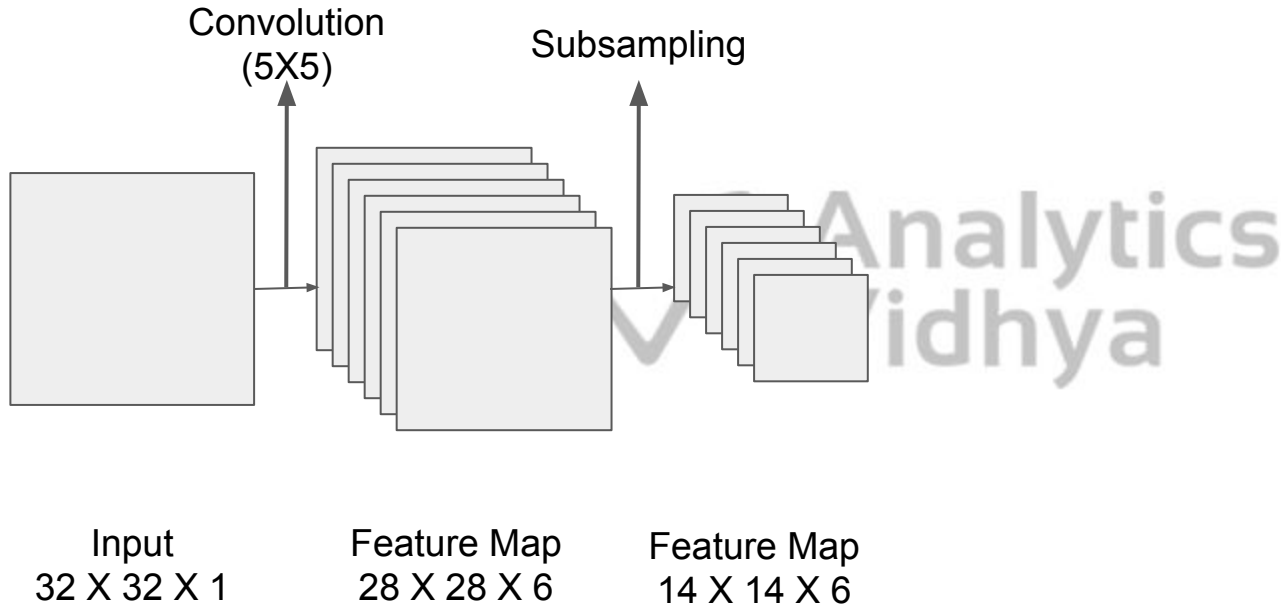 Convolution
(5X5)
Subsampling
Analytics
Vidhya
Input
32 X 32 X 1
Feature Map
28 X 28 X 6
Feature Map
14 X 14 X 6